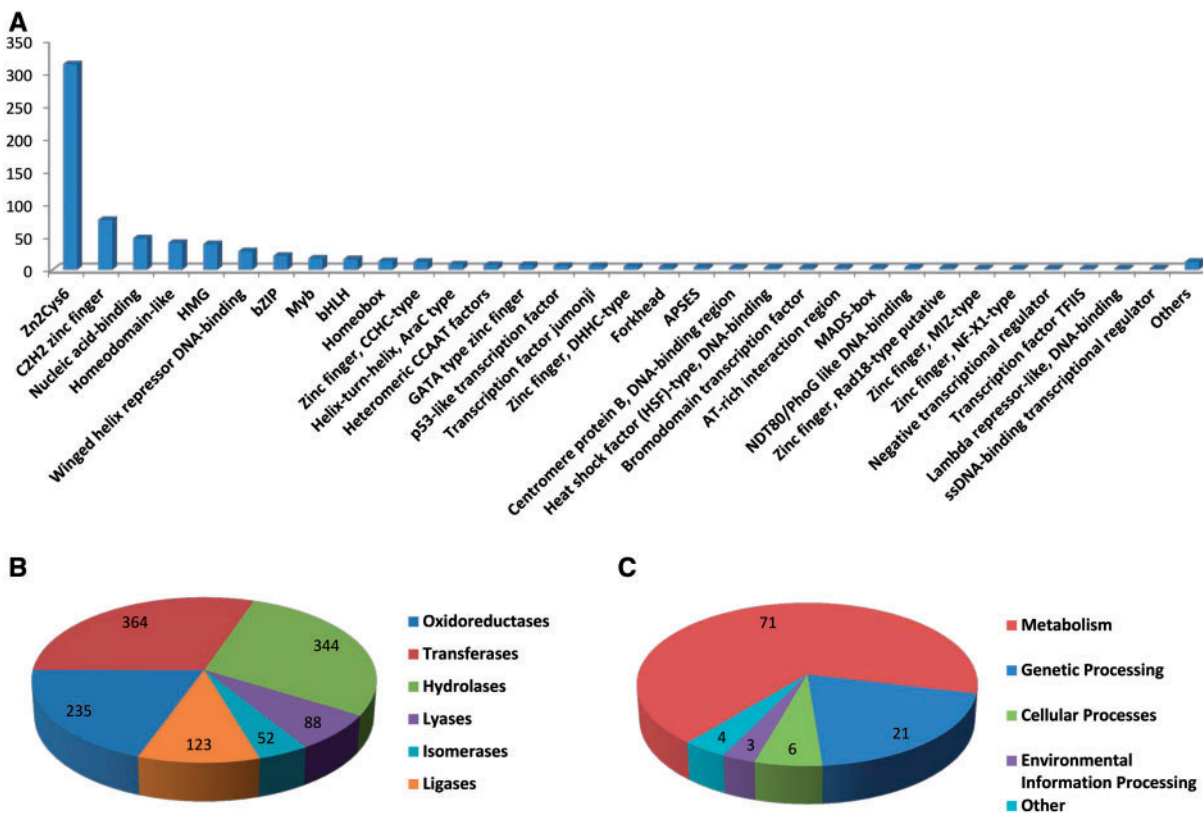 A
350
300
250
200
150
100
50
0
Zn2Cys6
C2H2 zinc finger
Nucleic acid-binding
Homeodomain-like
HMG
Winged helix repressor DNA-binding
bZIP
Myb
bHLH
Homeobox
Zinc finger, CCHC-type
Helix-turn-helix, AraC type
Heteromeric CCAAT factors
GATA type zinc finger
p53-like transcription factor
Transcription factor jumonji
Zinc finger, DHHC-type
Forkhead
APSES
Centromere protein B, DNA-binding region
Heat shock factor (HSF)-type, DNA-binding
Bromodomain transcription factor
AT-rich interaction region
MADS-box
NDT80/PhoG like DNA-binding
Zinc finger, Rad18-type putative
Zinc finger, MIZ-type
Zinc finger, NF-X1-type
Negative transcriptional regulator
Transcription factor TFIIS
Lambda repressor-like, DNA-binding
ssDNA-binding transcriptional regulator
Others
B
364
344
235
88
123
52
Oxidoreductases
Transferases
Hydrolases
Lyases
Isomerases
Ligases
C
71
21
4
3
6
Metabolism
Genetic Processing
Cellular Processes
Environmental
Information Processing
Other